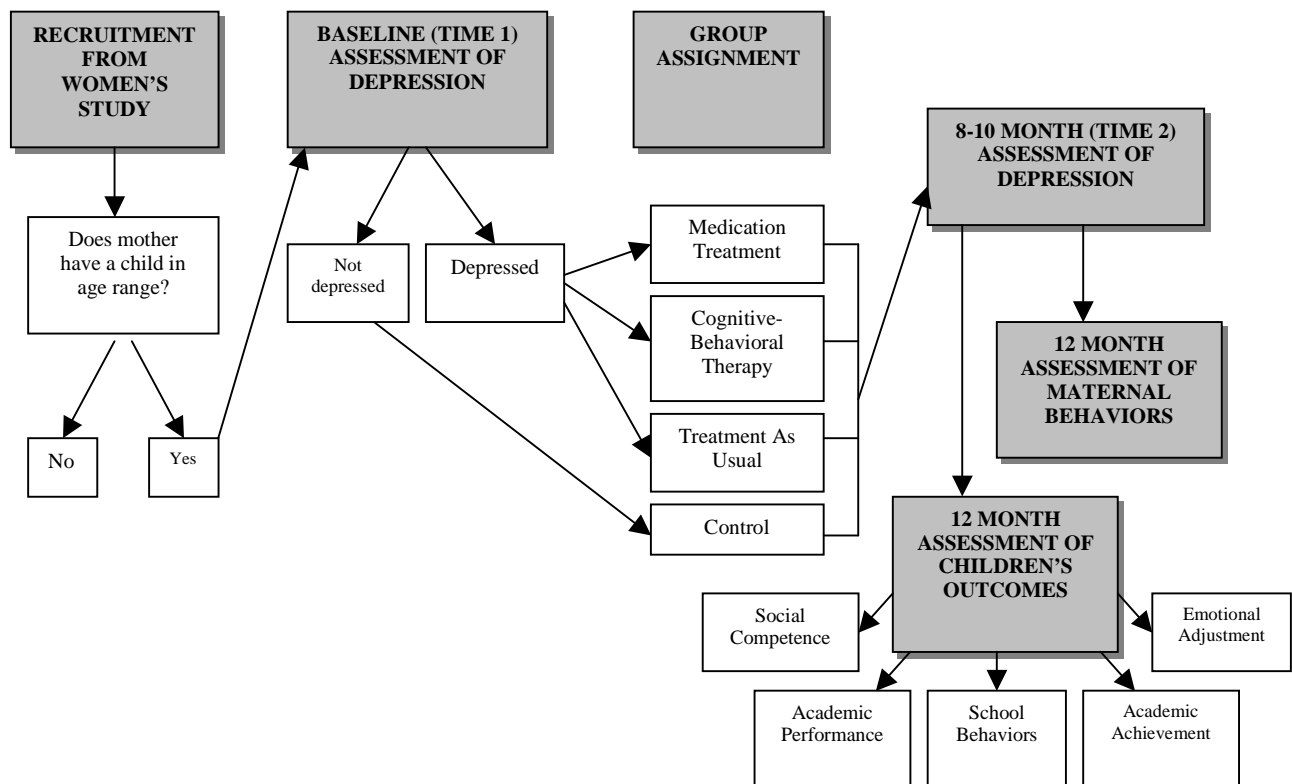 RECRUITMENT
FROM
WOMEN’S
STUDY
BASELINE (TIME 1)
ASSESSMENT OF
DEPRESSION
GROUP
ASSIGNMENT
8-10 MONTH (TIME 2)
ASSESSMENT OF
DEPRESSION
Does mother
have a child in
age range?
Not
depressed
Depressed
Medication
Treatment
Cognitive-
Behavioral
Therapy
Treatment As
Usual
Control
No
Yes
12 MONTH
ASSESSMENT OF
MATERNAL
BEHAVIORS
12 MONTH
ASSESSMENT OF
CHILDREN’S
OUTCOMES
Social
Competence
Emotional
Adjustment
Academic
Performance
School
Behaviors
Academic
Achievement